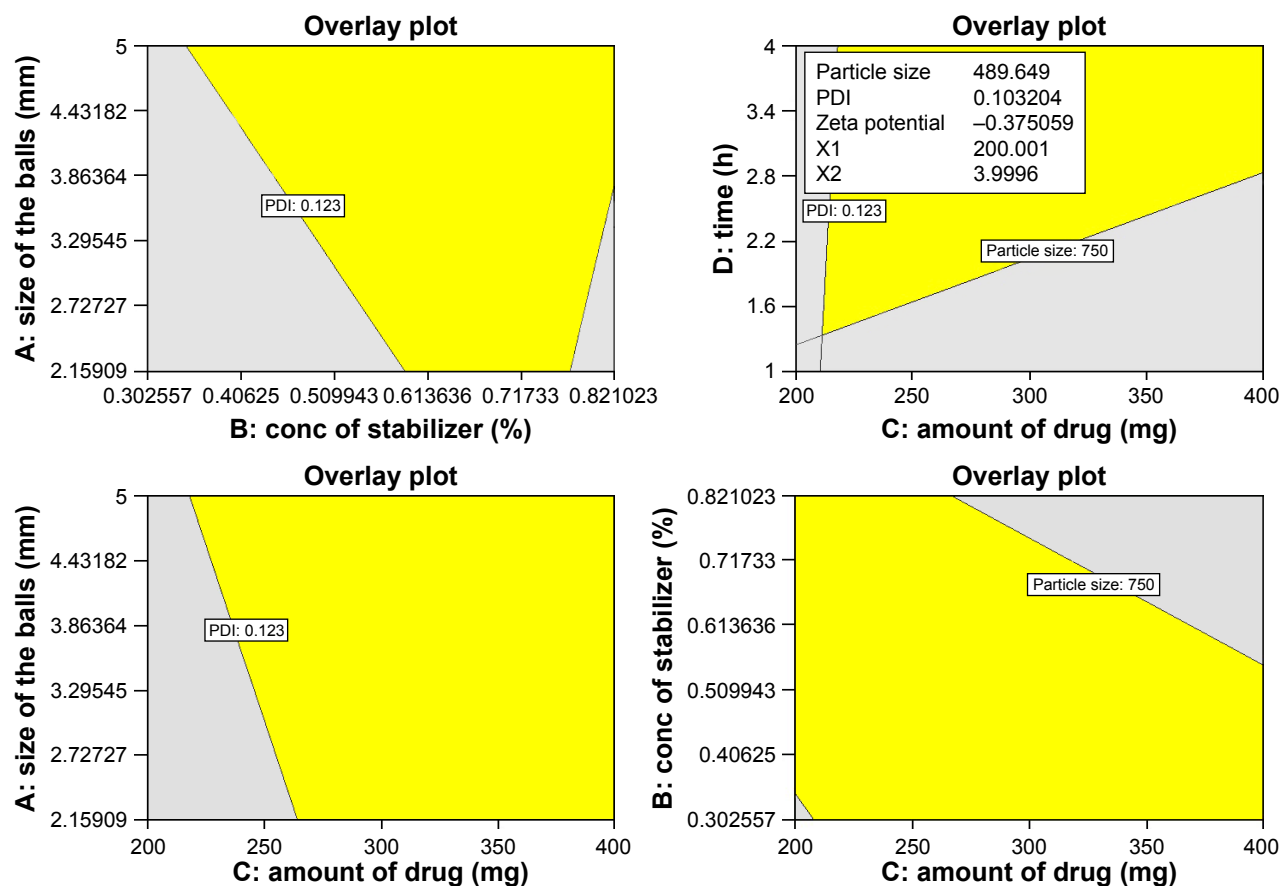 Overlay plot
5
4.43182
3.86364
3.29545
2.72727
2.15909
A: size of the balls (mm)
PDI: 0.123
0.302557 0.40625 0.509943 0.613636 0.71733 0.821023
B: conc of stabilizer (%)
Overlay plot
4
3.4
2.8
2.2
1.6
1
D: time (h)
Particle size 489.649
PDI 0.103204
Zeta potential –0.375059
X1 200.001
X2 3.9996
PDI: 0.123
Particle size: 750
200 250 300 350 400
C: amount of drug (mg)
Overlay plot
5
4.43182
3.86364
3.29545
2.72727
2.15909
A: size of the balls (mm)
PDI: 0.123
200 250 300 350 400
C: amount of drug (mg)
Overlay plot
0.821023
0.71733
0.613636
0.509943
0.40625
0.302557
B: conc of stabilizer (%)
Particle size: 750
200 250 300 350 400
C: amount of drug (mg)